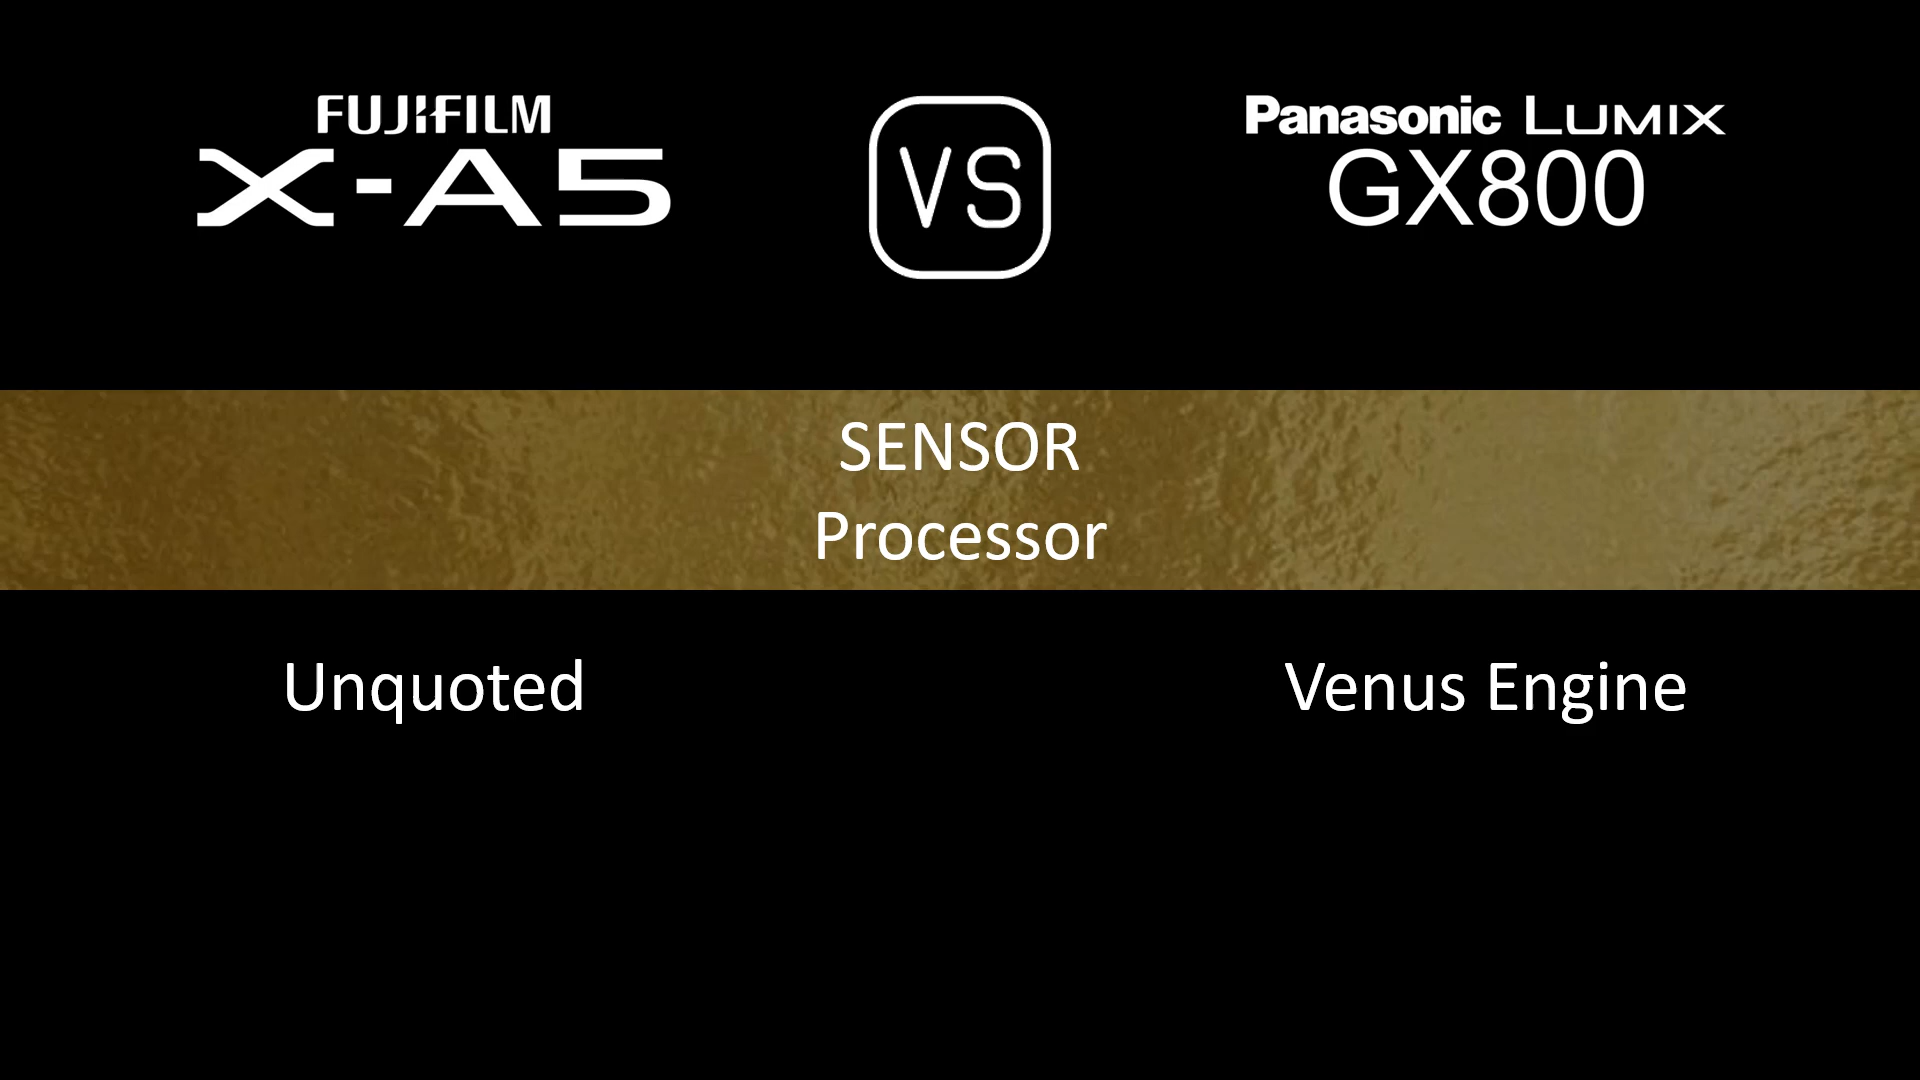 FUJIFILM
X-A5
VS
Panasonic LUMIX
GX800
SENSOR
Processor
Unquoted
Venus Engine